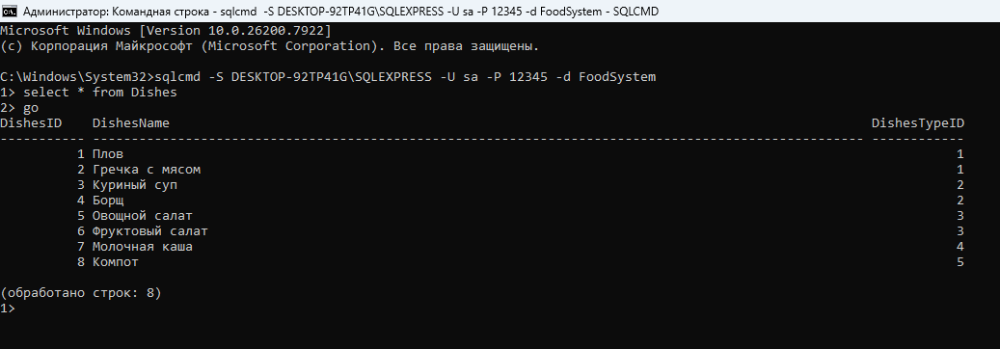 Администратор: Командная строка - sqlcmd -S DESKTOP-92TP41G\SQLEXPRESS -U sa -P 12345 -d FoodSystem - SQLCMD
Microsoft Windows [Version 10.0.26200.7922]
(c) Корпорация Майкрософт (Microsoft Corporation). Все права защищены.
C:\Windows\System32>sqlcmd -S DESKTOP-92TP41G\SQLEXPRESS -U sa -P 12345 -d FoodSystem
1> select * from Dishes
2> go
DishesID DishesName DishesTypeID
----------- ---------------------------------------------------------------------------------------------------- ------------
1 Плов 1
2 Гречка с мясом 1
3 Куриный суп 2
4 Борщ 2
5 Овощной салат 3
6 Фруктовый салат 3
7 Молочная каша 4
8 Компот 5
(обработано строк: 8)
1>